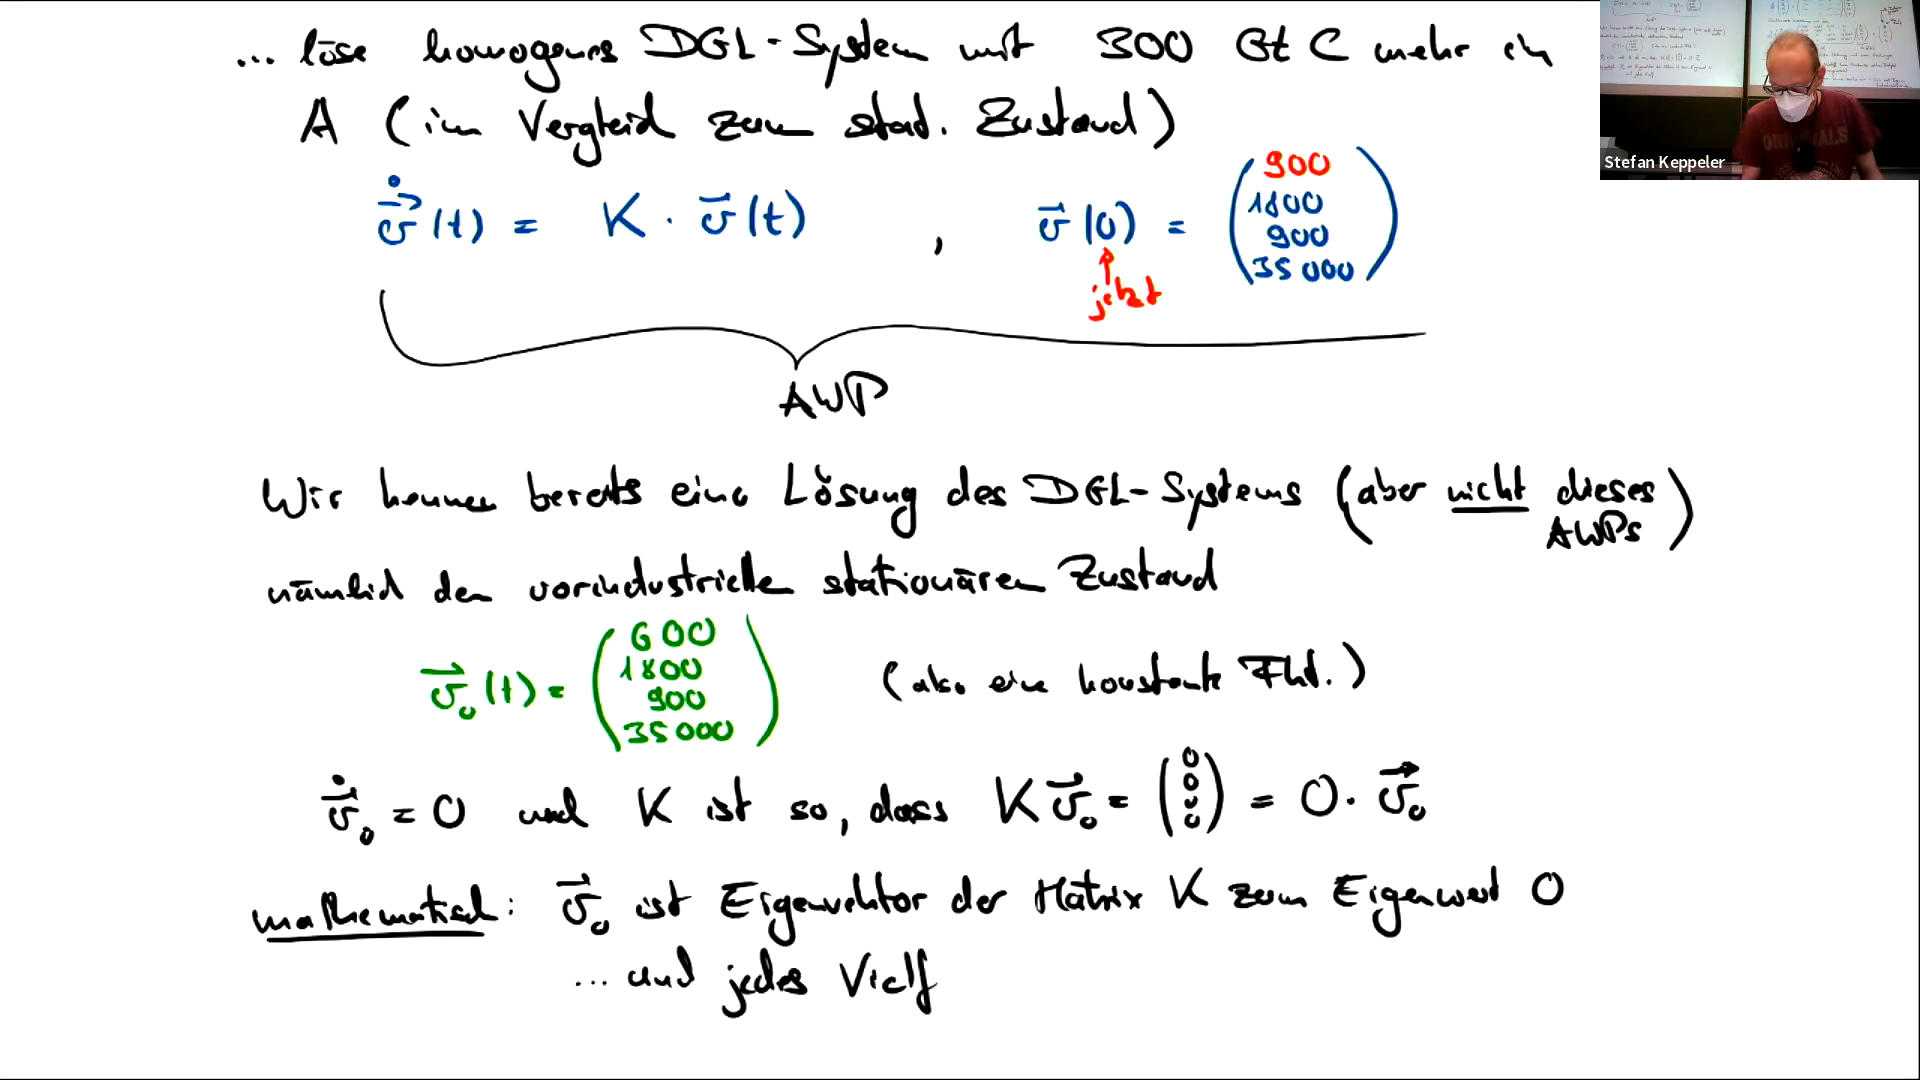 ... löse homogenes DGL-System mit 300 Gt C mehr in
A (im Vergleich zum stat. Zustand)
v̇⃗(t) = K · v⃗(t) , v⃗(0) = (900 1800 900 35 000)
jetzt
AWP
Wir kennen bereits eine Lösung des DGL-Systems (aber nicht dieses AWPs)
nämlich den vorindustriellen stationären Zustand
v⃗₀(t) = (600 1800 900 35 000) (also eine konstante Fkt.)
v̇⃗₀ = 0 und K ist so, dass K v⃗₀ = (0 0 0 0) = 0 · v⃗₀
mathematisch: v⃗₀ ist Eigenvektor der Matrix K zum Eigenwert 0
... und jedes Vielf
Stefan Keppeler